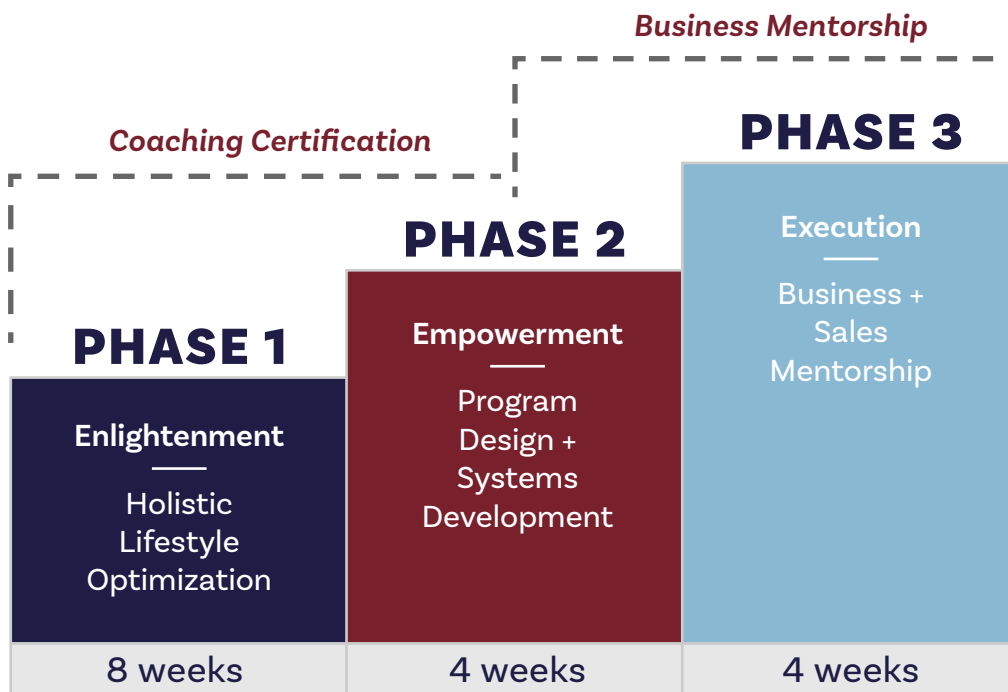 Business Mentorship
Coaching Certification
PHASE 1
Enlightenment
Holistic
Lifestyle
Optimization
8 weeks
PHASE 2
Empowerment
Program
Design +
Systems
Development
4 weeks
PHASE 3
Execution
Business +
Sales
Mentorship
4 weeks